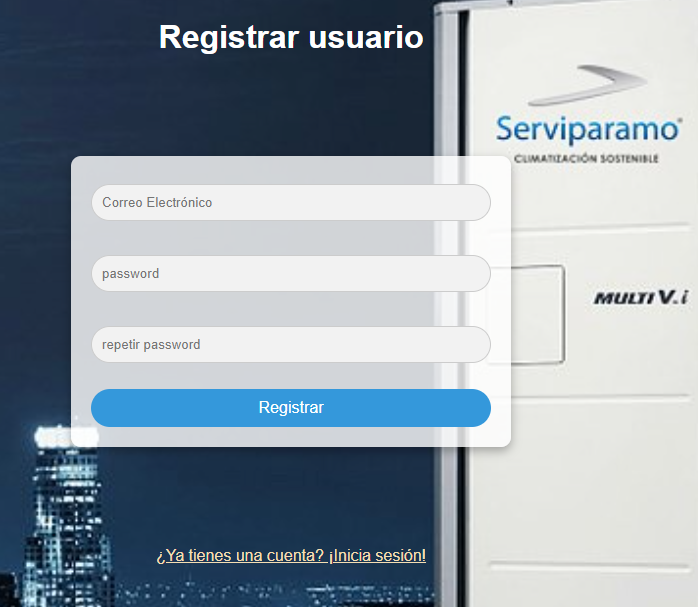 Registrar usuario
Serviparamo
CLIMATIZACIÓN SOSTENIBLE
Correo Electrónico
password
MULTI V.i
repetir password
Registrar
¿Ya tienes una cuenta? ¡Inicia sesión!